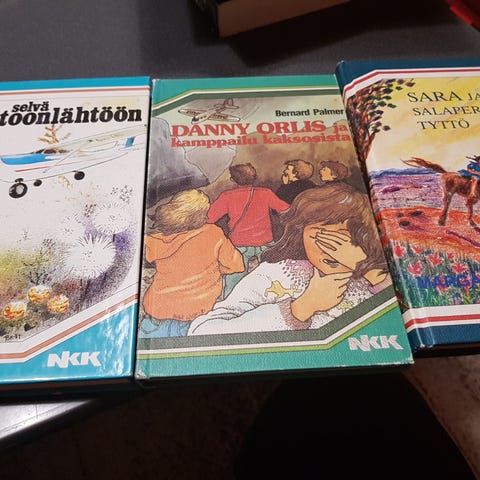 selvä
toonlähtöön
NKK
Bernard Palmer
DANNY ORLIS ja
kamppailu kaksosista
NKK
SARA JA
SALAPER
TYTTÖ